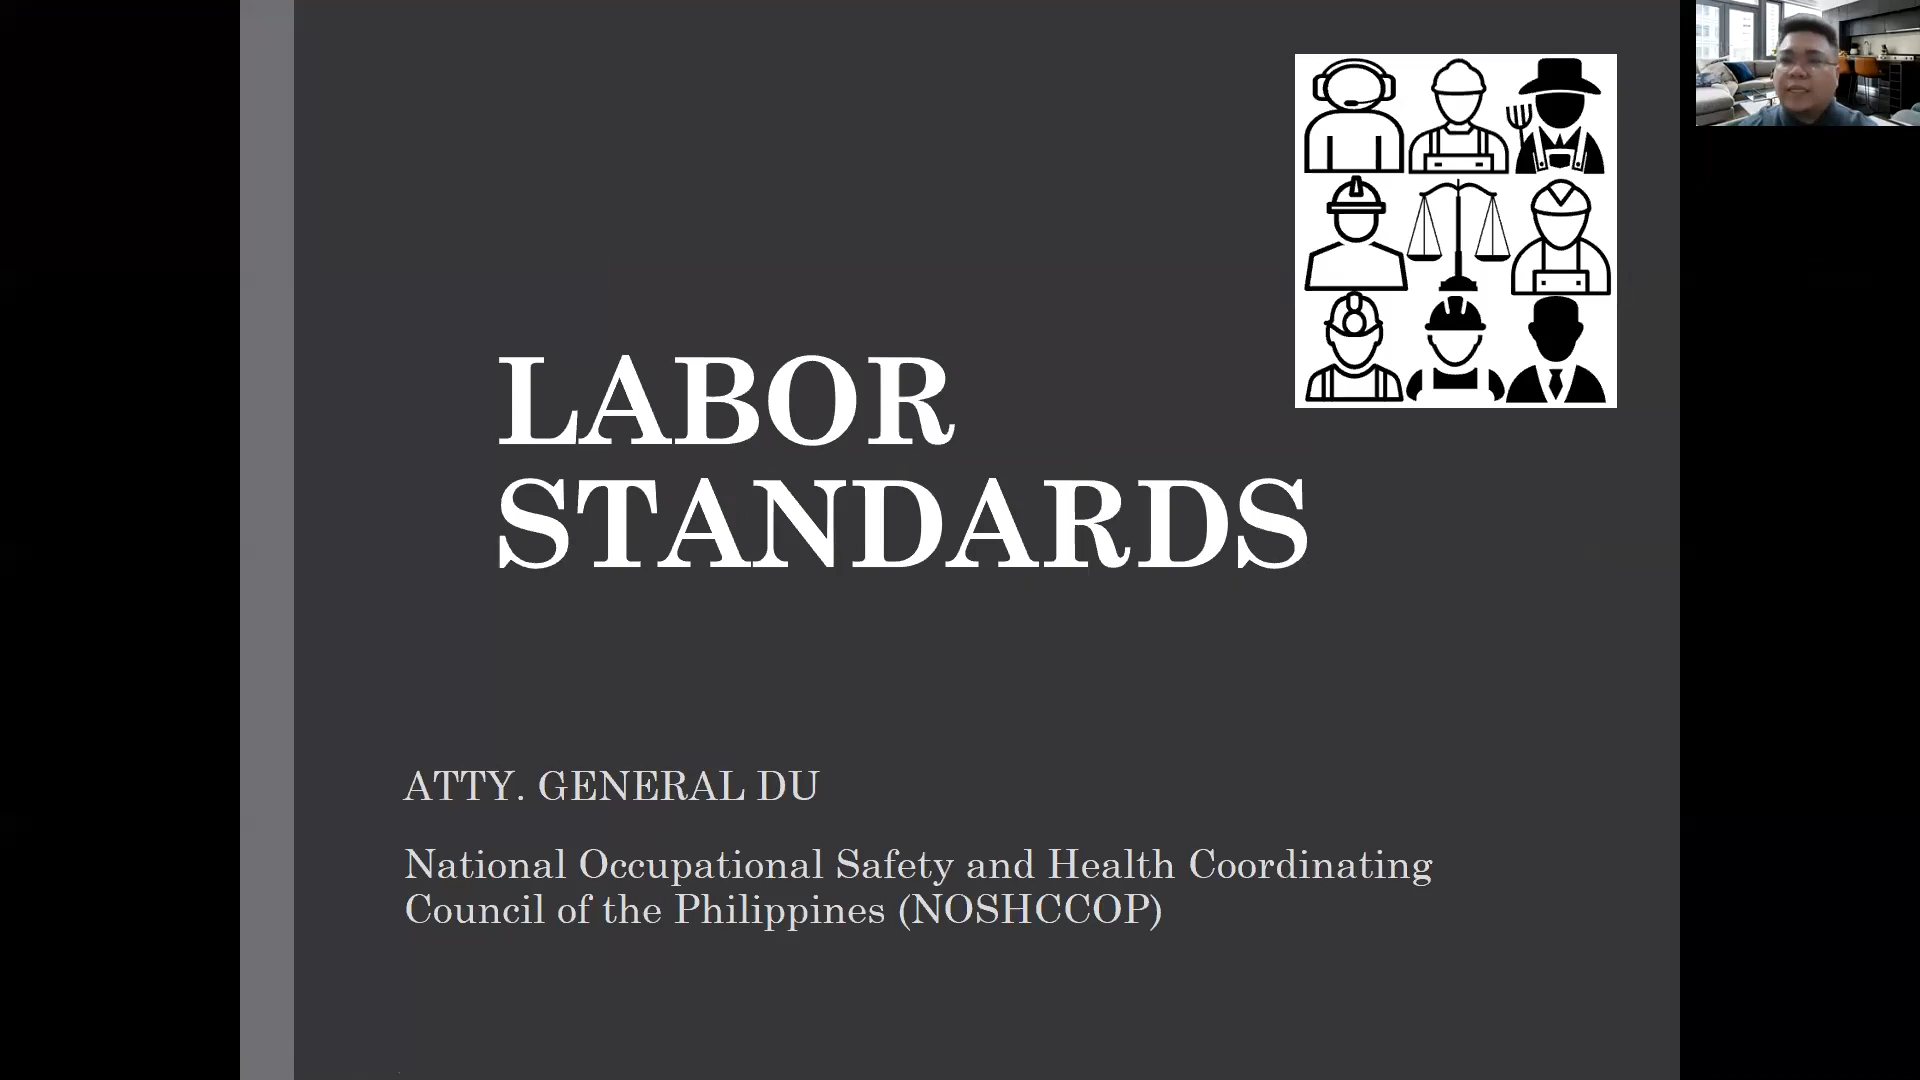 LABOR
STANDARDS
ATTY. GENERAL DU
National Occupational Safety and Health Coordinating
Council of the Philippines (NOSHCCOP)